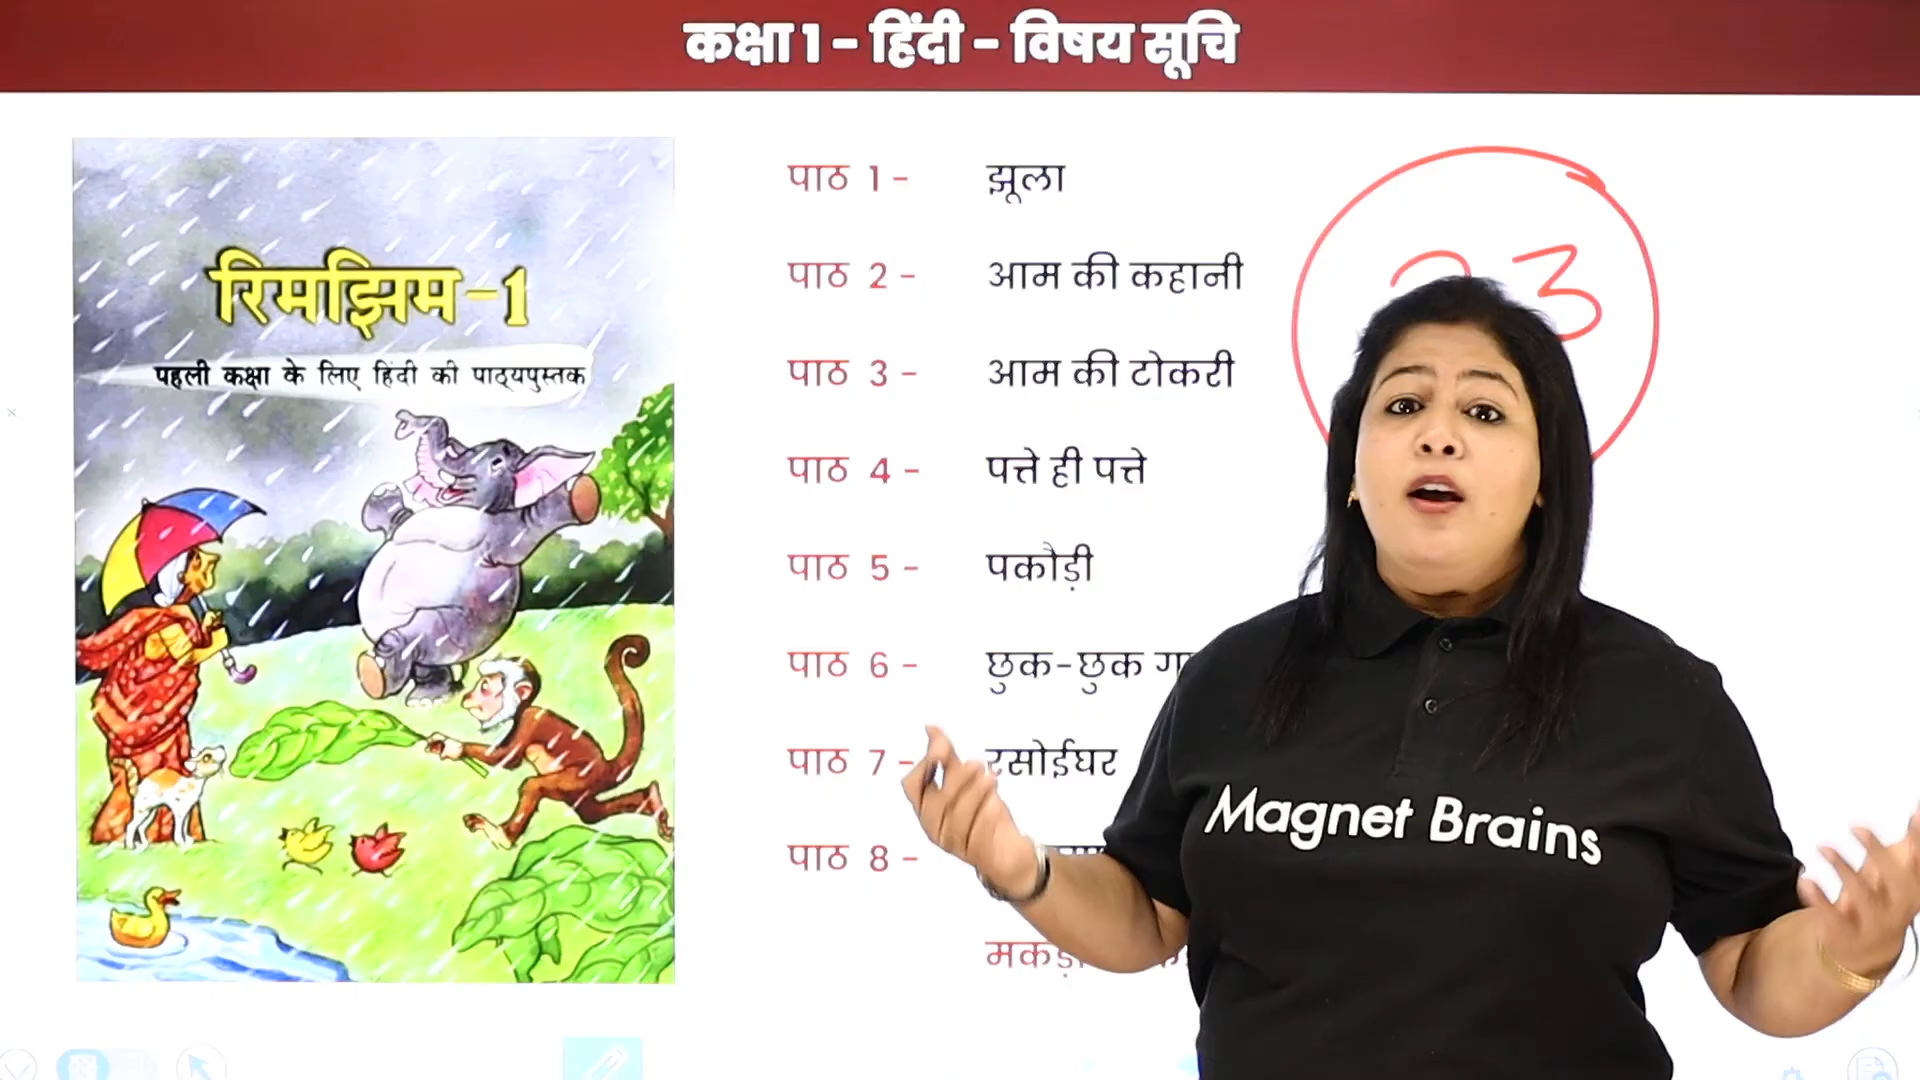 कक्षा 1 - हिंदी - विषय सूचि
रिमझिम-1
पहली कक्षा के लिए हिंदी की पाठ्यपुस्तक
पाठ 1 - झूला
पाठ 2 - आम की कहानी
पाठ 3 - आम की टोकरी
पाठ 4 - पत्ते ही पत्ते
पाठ 5 - पकौड़ी
पाठ 6 - छुक-छुक
पाठ 7 - रसोईघर
पाठ 8 -
23
Magnet Brains